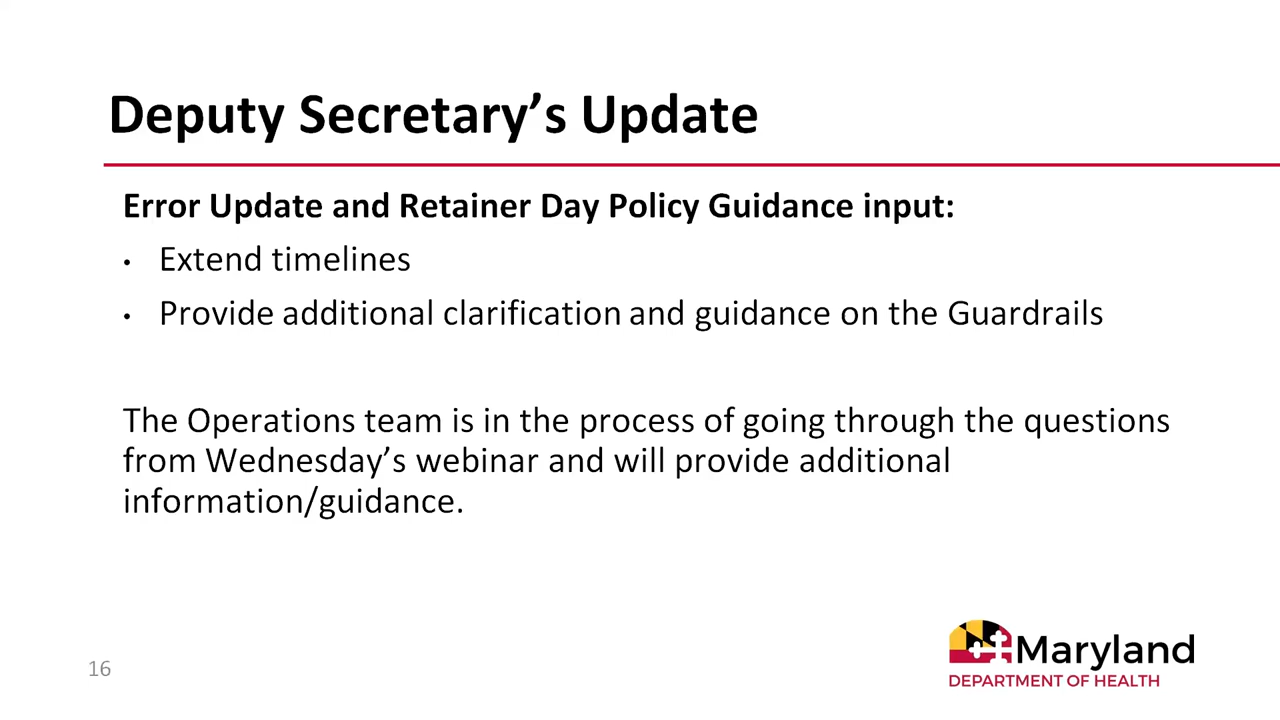 Deputy Secretary’s Update
Error Update and Retainer Day Policy Guidance input:
• Extend timelines
• Provide additional clarification and guidance on the Guardrails
The Operations team is in the process of going through the questions
from Wednesday’s webinar and will provide additional
information/guidance.
16
Maryland
DEPARTMENT OF HEALTH